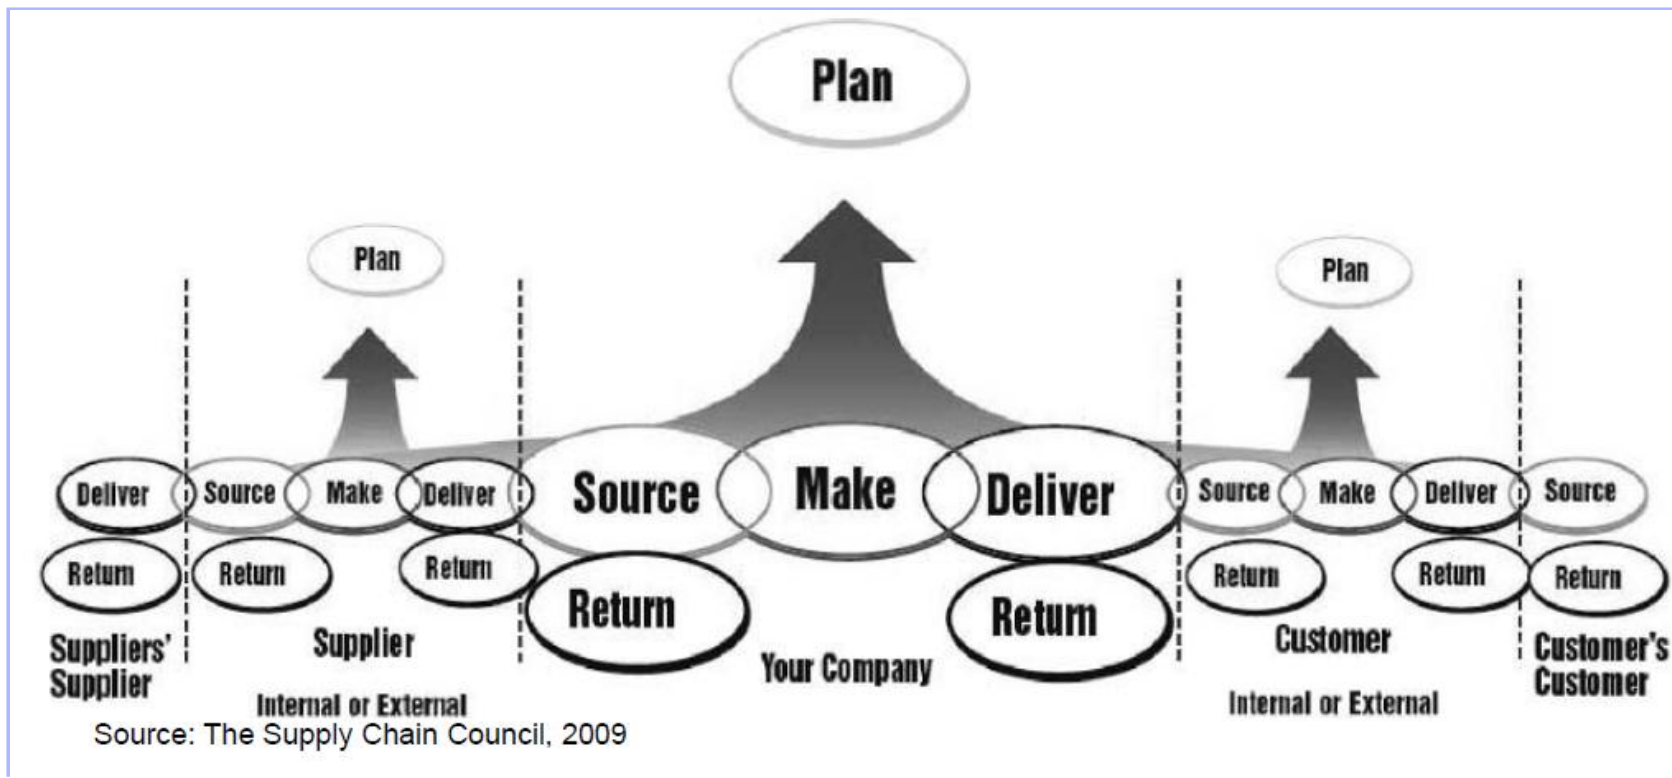 Plan
Plan
Plan
Deliver Source Make Deliver Source Make Deliver Source Make Deliver Source
Return Return Return Return Return Return Return Return
Suppliers'
Supplier
Supplier
Internal or External
Your Company
Customer
Internal or External
Customer's
Customer
Source: The Supply Chain Council, 2009